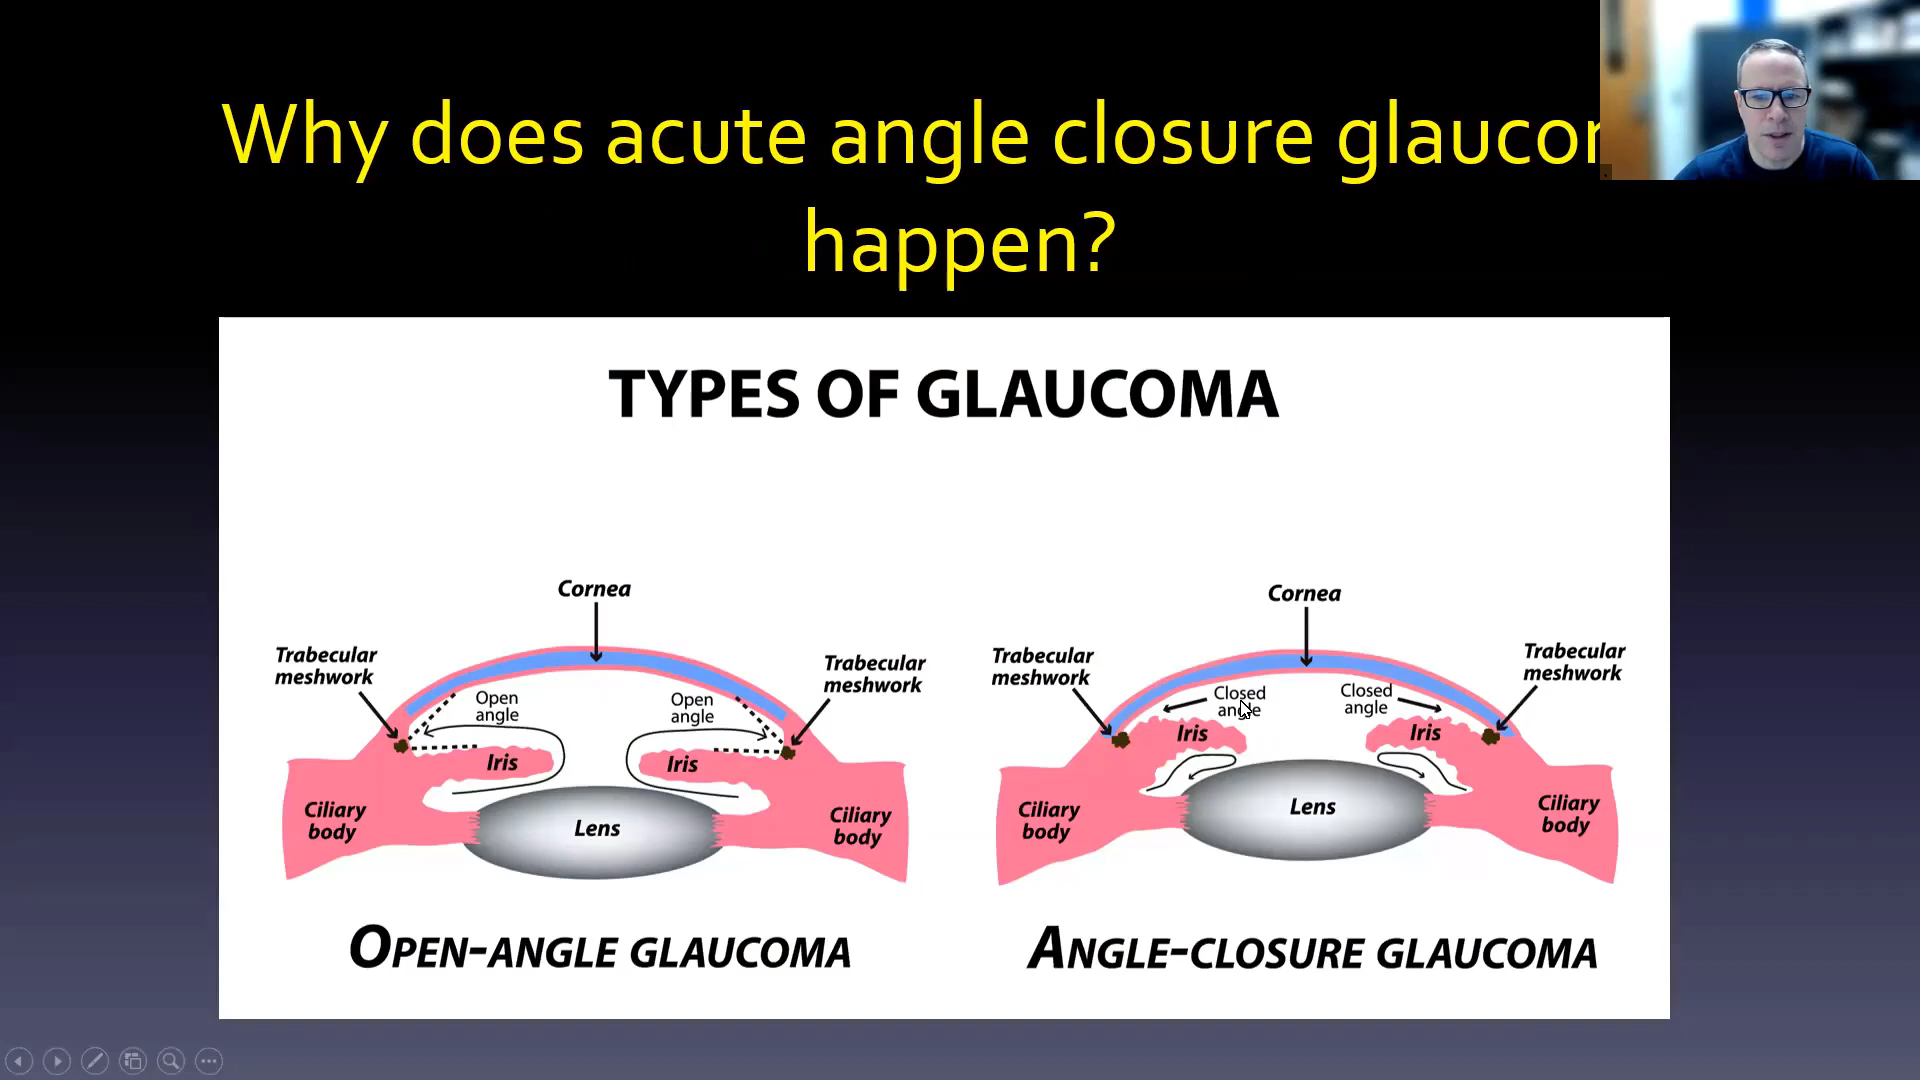 Why does acute angle closure glaucom
happen?
TYPES OF GLAUCOMA
Cornea
Trabecular
meshwork
Trabecular
meshwork
Open
angle
Open
angle
Iris
Iris
Ciliary
body
Lens
Ciliary
body
OPEN-ANGLE GLAUCOMA
Cornea
Trabecular
meshwork
Trabecular
meshwork
Closed
angle
Closed
angle
Iris
Iris
Ciliary
body
Lens
Ciliary
body
ANGLE-CLOSURE GLAUCOMA